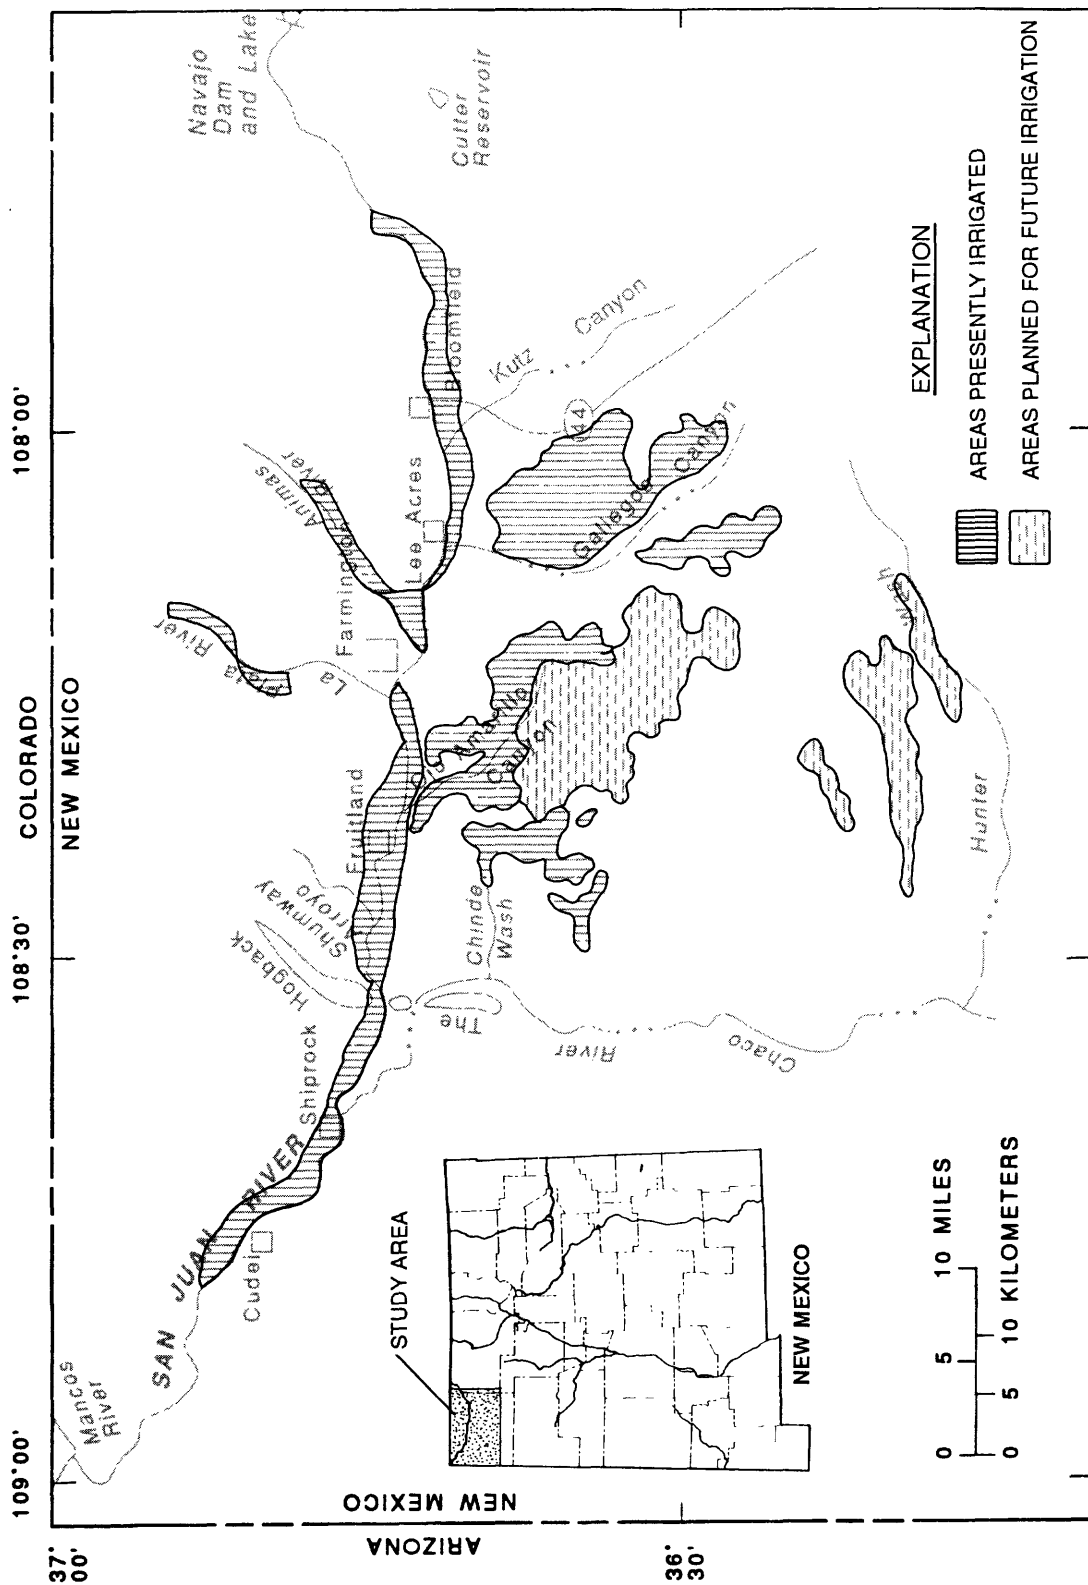 COLORADO
NEW MEXICO
109°00'
108°30'
108°00'
37°
00'
36°
30'
ARIZONA
NEW MEXICO
Mancos
River
SAN JUAN RIVER
Cudei
Shiprock
The
Hogback
Shumway
Arroyo
Fruitland
La
Plata
River
Farmington
Animas
River
Lee Acres
Bloomfield
Navajo
Dam
and Lake
Cutter
Reservoir
Kutz Canyon
44
Gallegos Canyon
Ojo Amarillo
Canyon
Chinde
Wash
Chaco River
Hunter Wash
EXPLANATION
AREAS PRESENTLY IRRIGATED
AREAS PLANNED FOR FUTURE IRRIGATION
STUDY AREA
NEW MEXICO
0 5 10 MILES
0 5 10 KILOMETERS